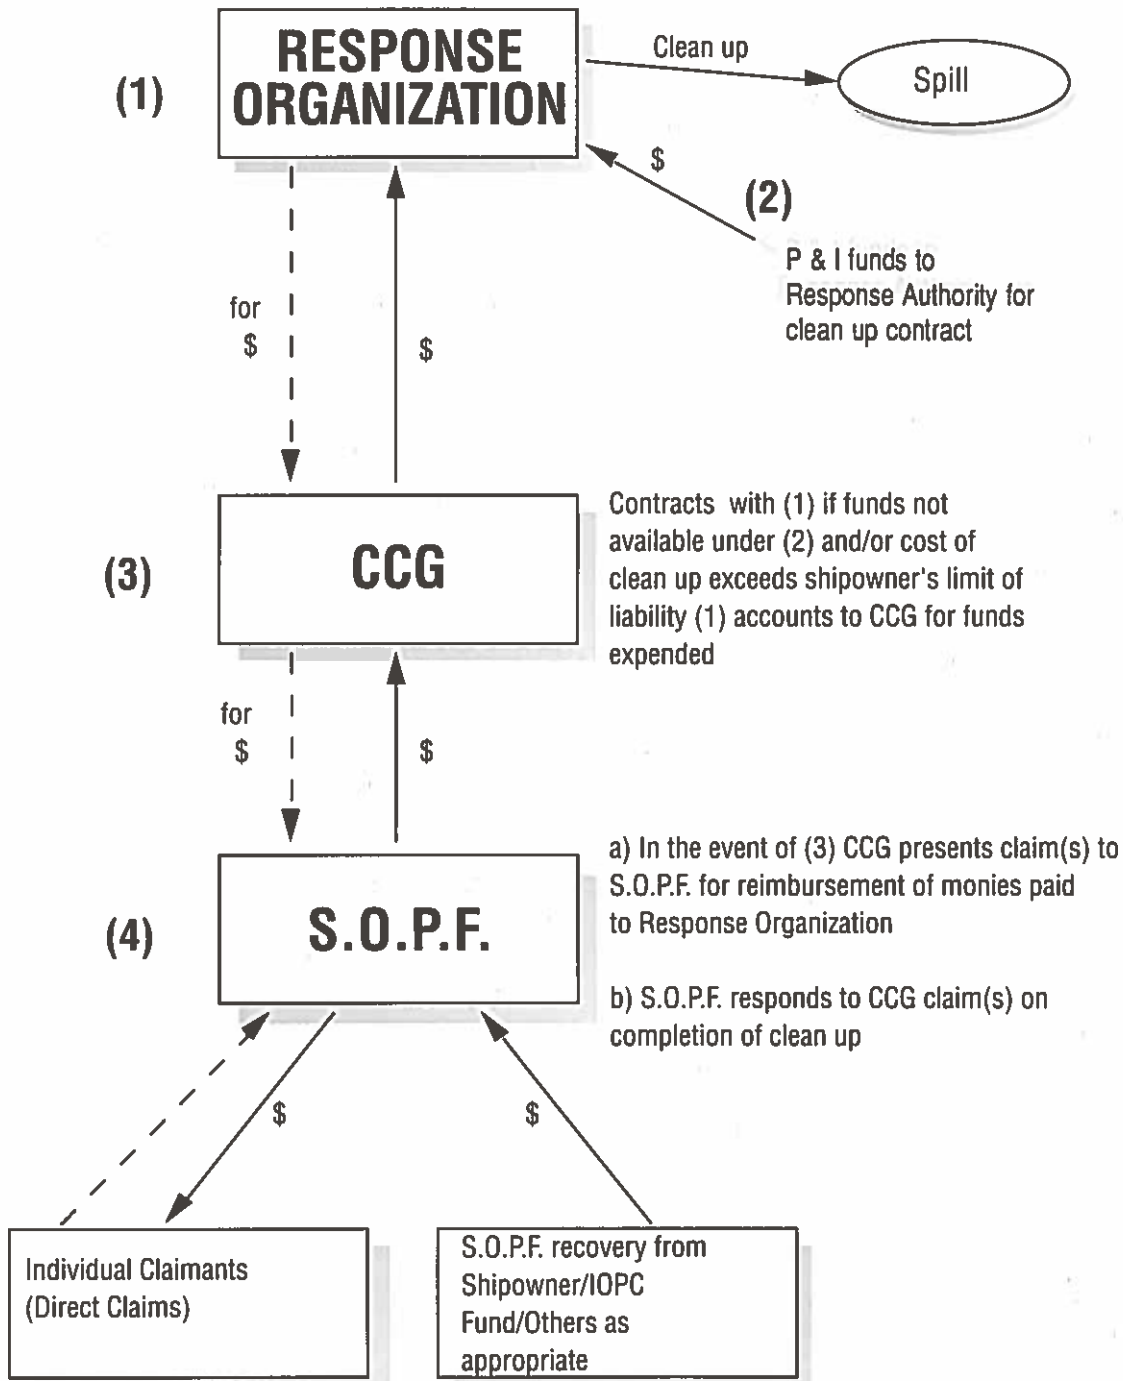 RESPONSE
ORGANIZATION
(1)
Clean up
Spill
$
(2)
P & I funds to
Response Authority for
clean up contract
for
$
$
(3)
CCG
Contracts with (1) if funds not
available under (2) and/or cost of
clean up exceeds shipowner's limit of
liability (1) accounts to CCG for funds
expended
for
$
$
(4)
S.O.P.F.
a) In the event of (3) CCG presents claim(s) to
S.O.P.F. for reimbursement of monies paid
to Response Organization
b) S.O.P.F. responds to CCG claim(s) on
completion of clean up
$
$
Individual Claimants
(Direct Claims)
S.O.P.F. recovery from
Shipowner/IOPC
Fund/Others as
appropriate